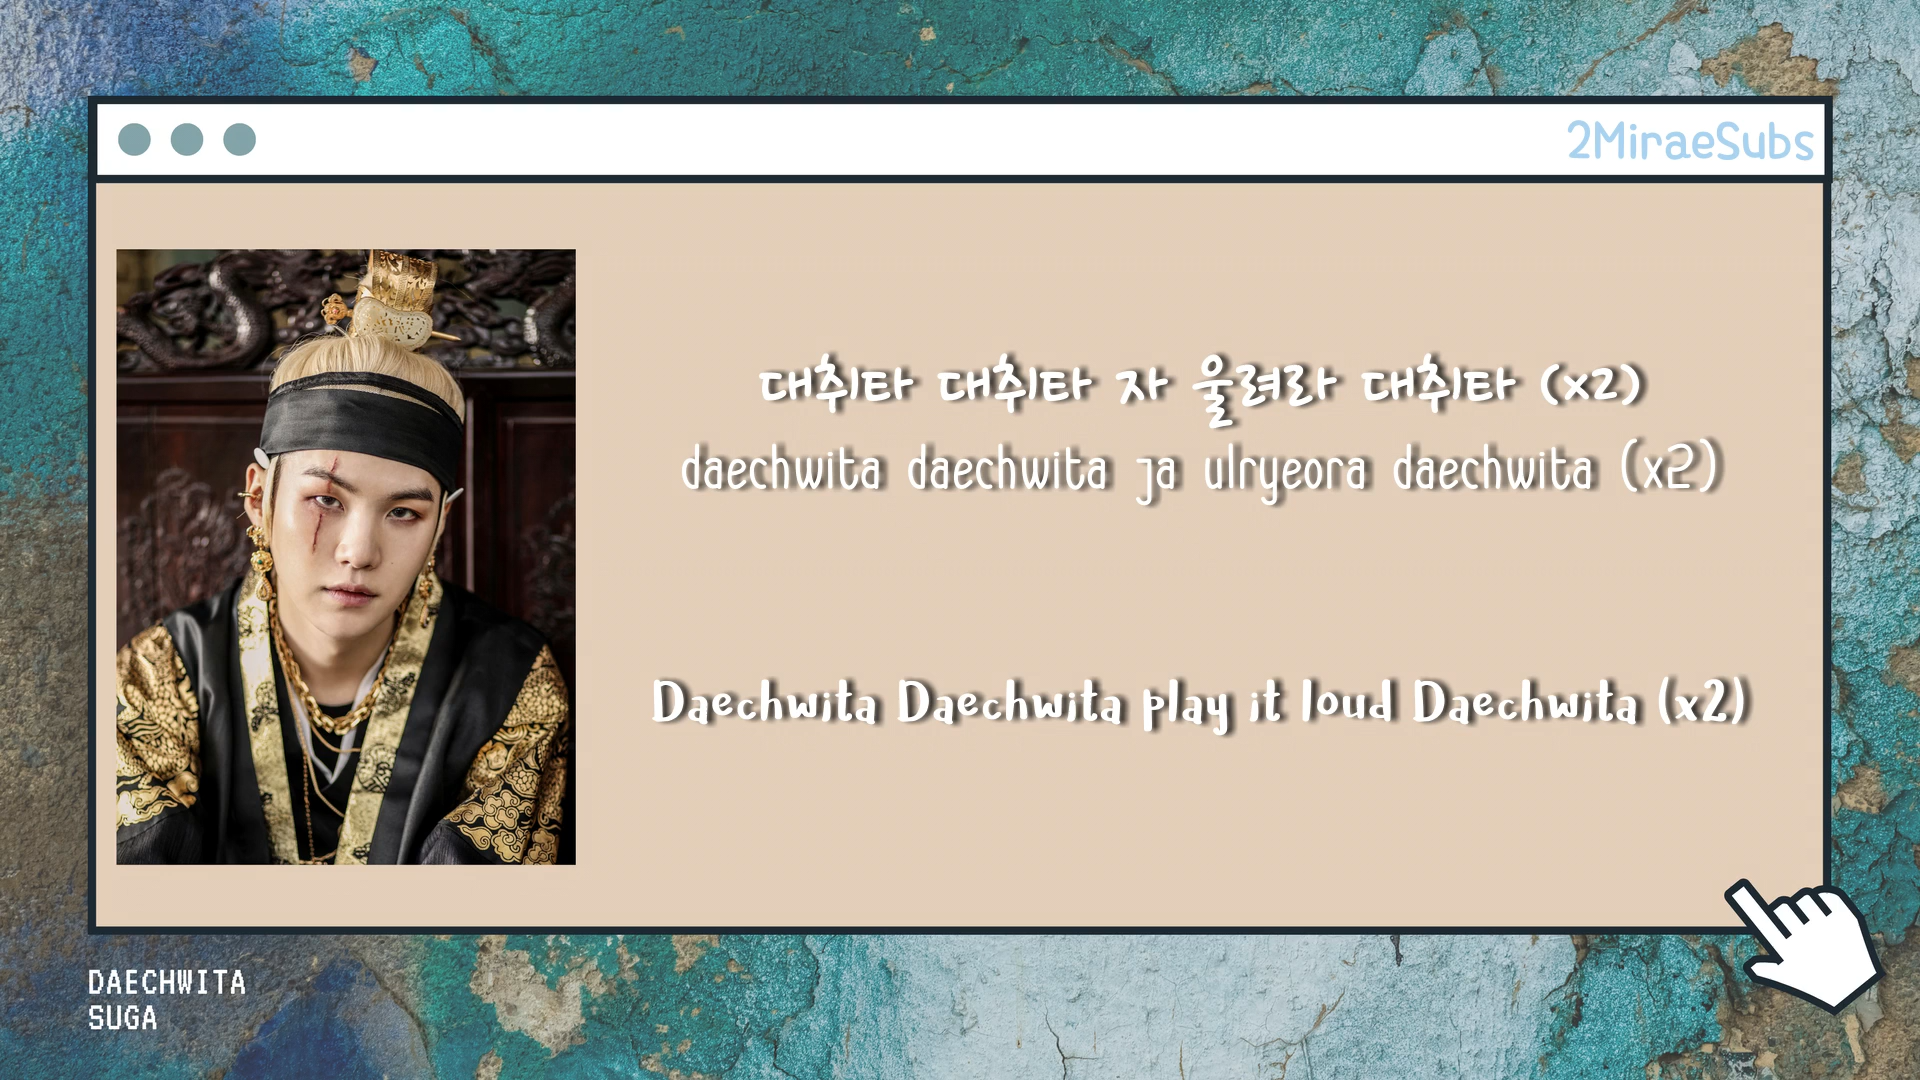 2MiraeSubs
대취타 대취타 자 울려라 대취타 (x2)
daechwita daechwita ja ulryeora daechwita (x2)
Daechwita Daechwita play it loud Daechwita (x2)
DAECHWITA
SUGA